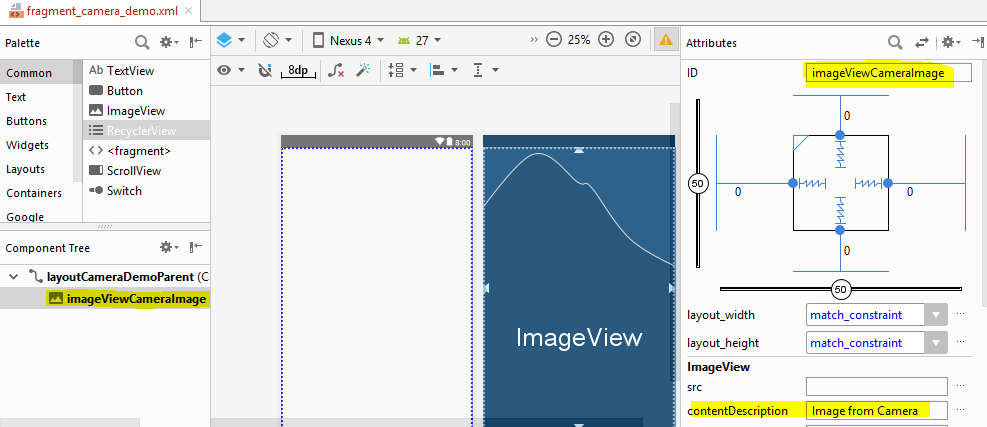 fragment_camera_demo.xml
Palette
Nexus 4
27
25%
Attributes
8dp
Common
Text
Buttons
Widgets
Layouts
Containers
Google
Ab TextView
Button
ImageView
RecyclerView
<fragment>
ScrollView
Switch
Component Tree
layoutCameraDemoParent (C
imageViewCameraImage
8:00
ImageView
ID
imageViewCameraImage
0
50
0
0
0
50
layout_width
match_constraint
layout_height
match_constraint
ImageView
src
contentDescription
Image from Camera